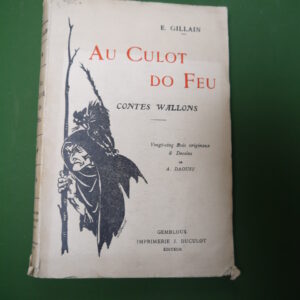 E. GILLAIN
AU CULOT
DO FEU
CONTES WALLONS
Vingt-cinq Bois originaux
& Dessins
DE
A. DAOUST
GEMBLOUX
IMPRIMERIE J. DUCULOT
EDITEUR